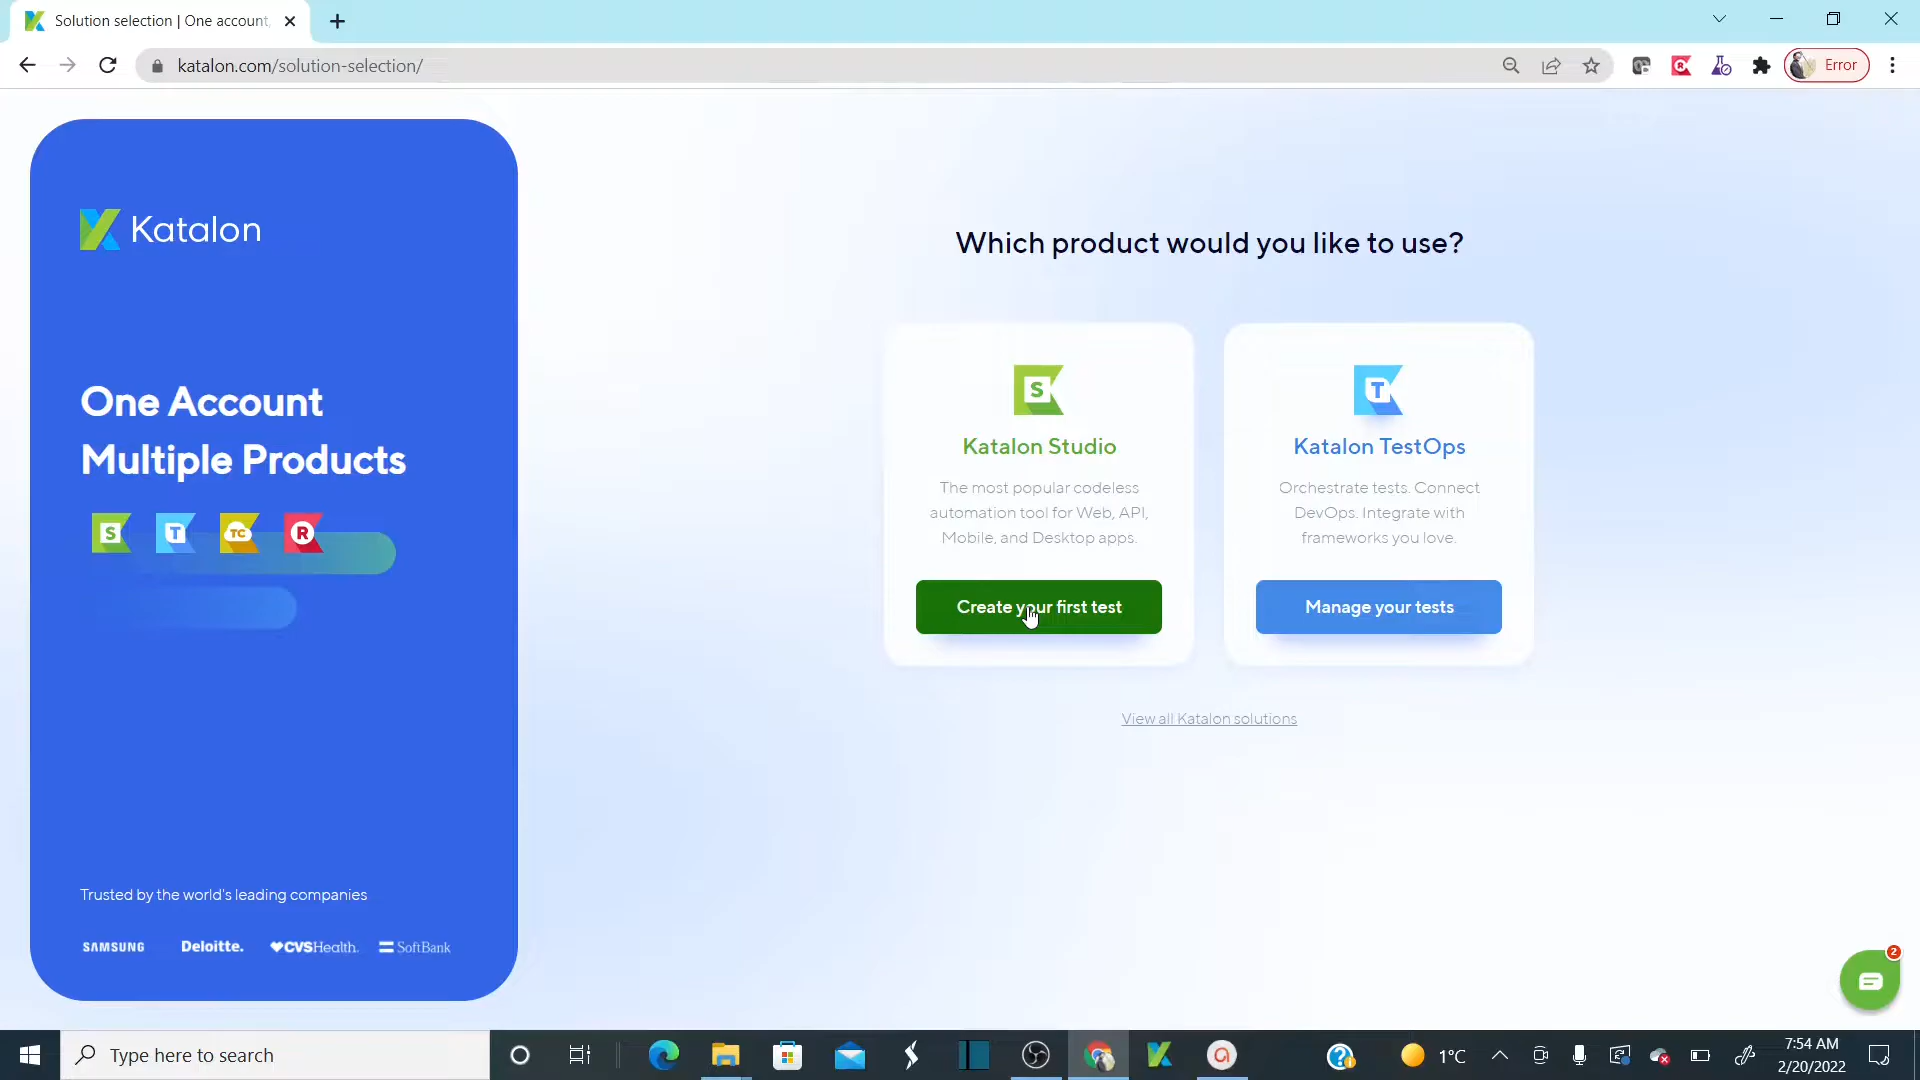 Solution selection | One account,
katalon.com/solution-selection/
Error
Katalon
One Account
Multiple Products
S
T
TC
R
Trusted by the world's leading companies
SAMSUNG
Deloitte.
CVSHealth.
SoftBank
Which product would you like to use?
S
Katalon Studio
The most popular codeless
automation tool for Web, API,
Mobile, and Desktop apps.
Create your first test
T
Katalon TestOps
Orchestrate tests. Connect
DevOps. Integrate with
frameworks you love.
Manage your tests
View all Katalon solutions
2
Type here to search
1°C
7:54 AM
2/20/2022